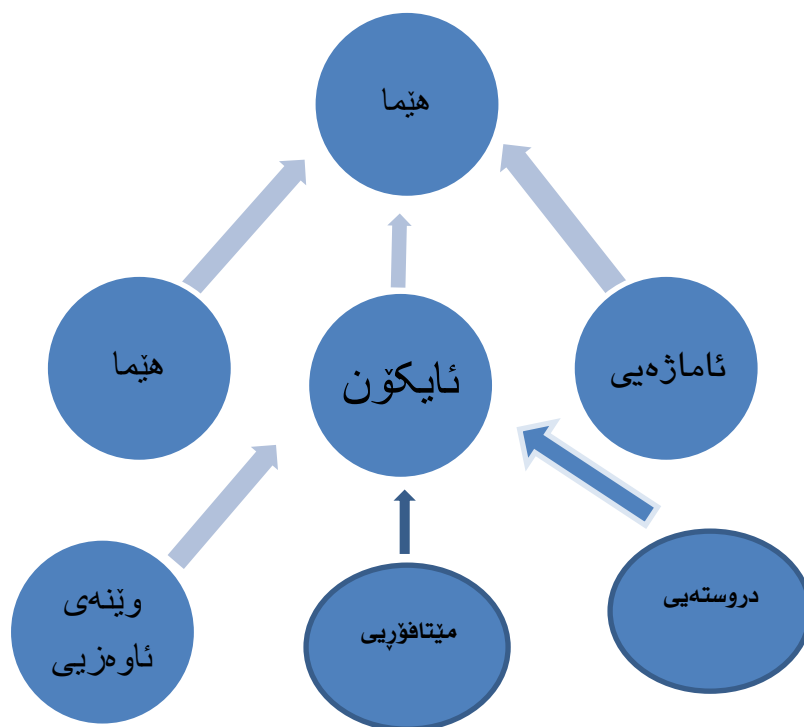 هێما
ئاماژەیی
ئایکۆن
هێما
دروستەیی
مێتافۆڕیی
وێنەی
ئاوەزیی